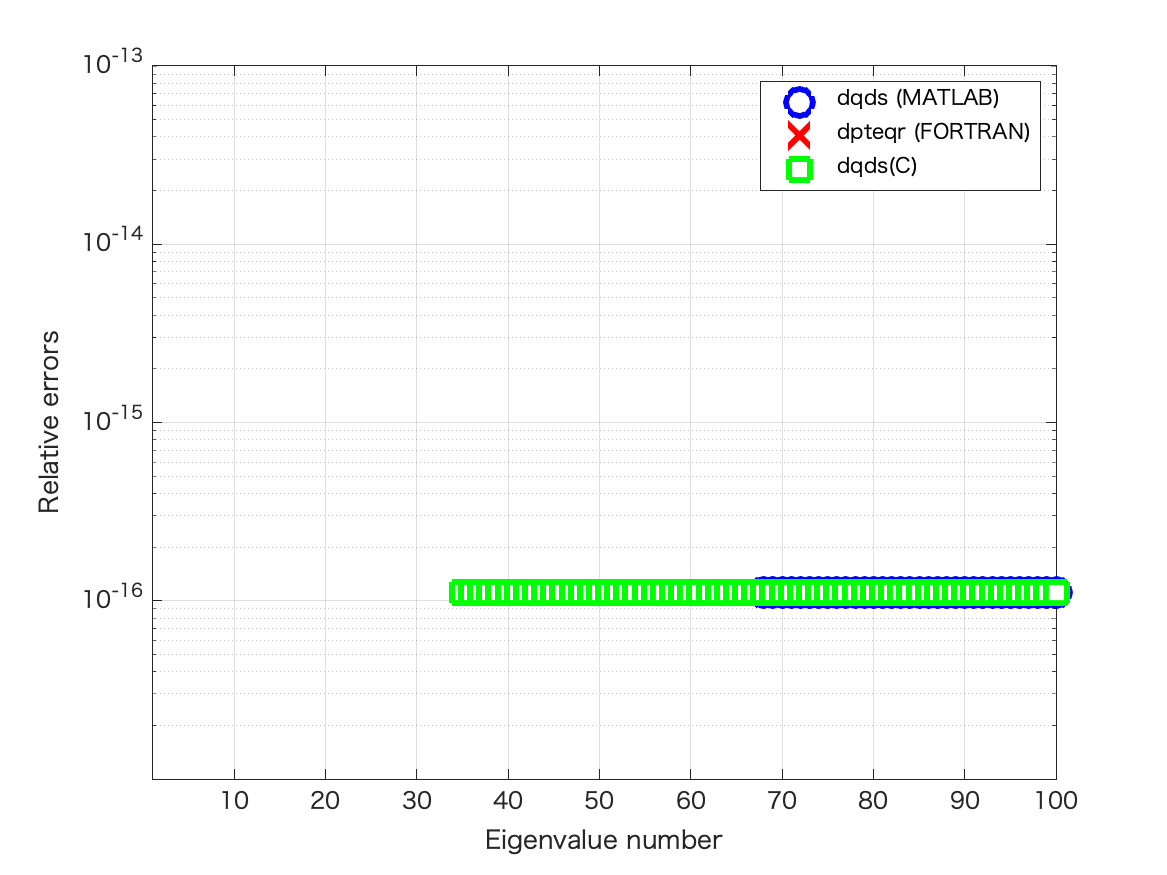 10-13
10-14
10-15
10-16
Relative errors
dqds (MATLAB)
dpteqr (FORTRAN)
dqds(C)
10 20 30 40 50 60 70 80 90 100
Eigenvalue number